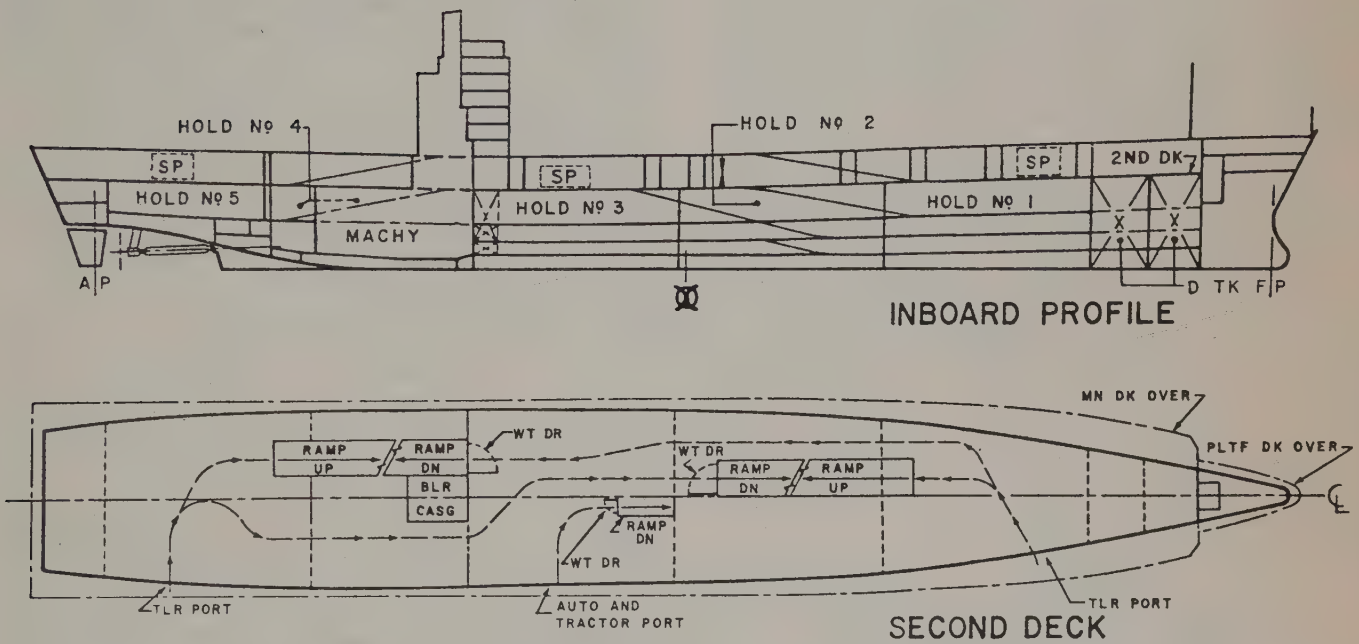 HOLD Nº 4
HOLD Nº 2
SP
SP
SP
2ND DK
HOLD Nº 5
HOLD Nº 3
HOLD Nº 1
MACHY
X
X
X
X
X
A P
D TK F P
INBOARD PROFILE
MN DK OVER
PLTF DK OVER
WT DR
WT DR
RAMP UP
RAMP DN
RAMP DN
RAMP UP
BLR CASG
RAMP DN
WT DR
TLR PORT
AUTO AND
TRACTOR PORT
TLR PORT
SECOND DECK